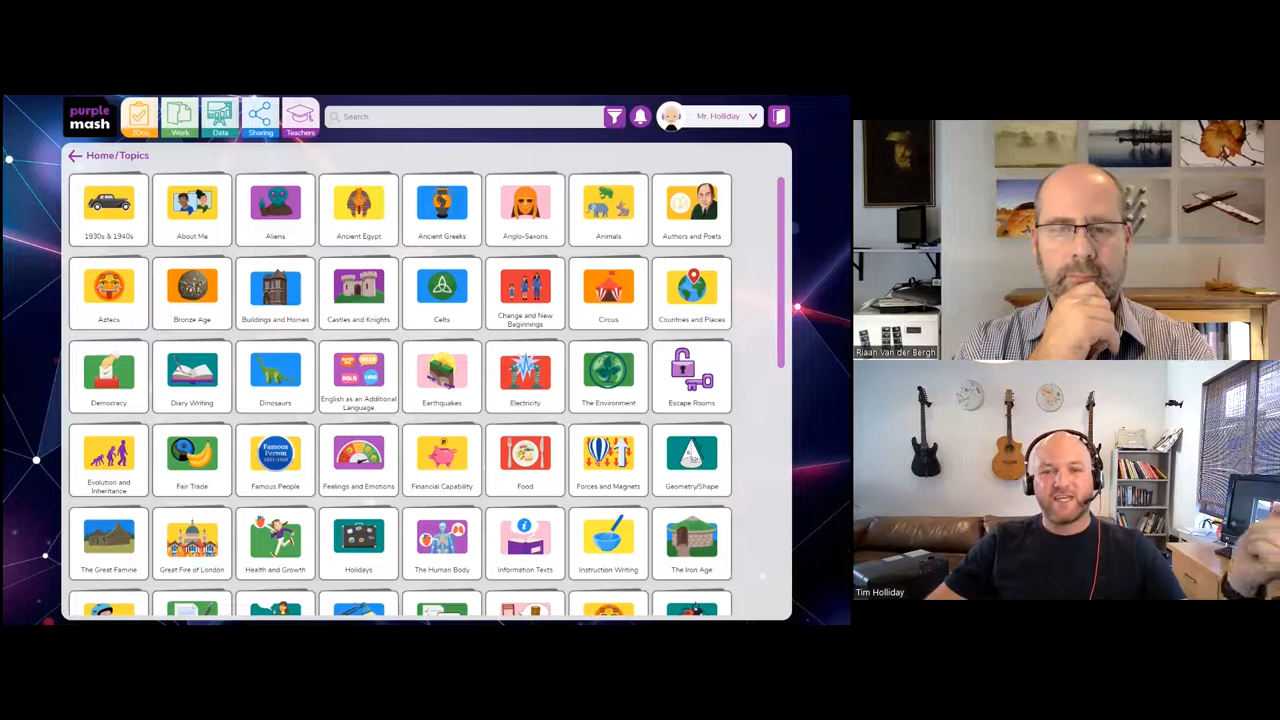 purple
mash
2Dos
Work
Data
Sharing
Teachers
Search
Mr. Holliday
Home/Topics
1930s & 1940s
About Me
Aliens
Ancient Egypt
Ancient Greeks
Anglo-Saxons
Animals
Authors and Poets
Aztecs
Bronze Age
Buildings and Homes
Castles and Knights
Celts
Change and New
Beginnings
Circus
Countries and Places
Democracy
Diary Writing
Dinosaurs
HELLO
HOLA
English as an Additional
Language
Earthquakes
Electricity
The Environment
Escape Rooms
Evolution and
Inheritance
Fair Trade
Famous
Person
Famous People
Feelings and Emotions
Financial Capability
Food
Forces and Magnets
Geometry/Shape
The Great Famine
Great Fire of London
Health and Growth
Holidays
The Human Body
Information Texts
Instruction Writing
The Iron Age
Riaan Van der Bergh
Tim Holliday